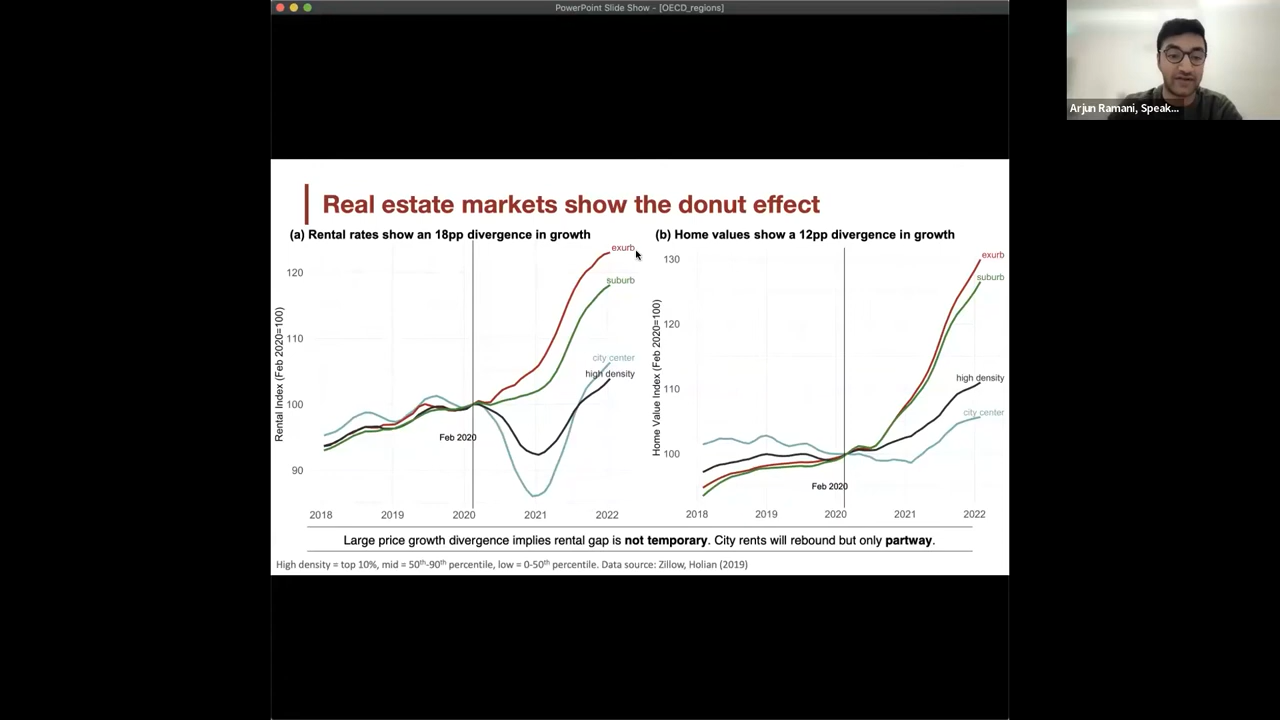 PowerPoint Slide Show - [OECD_regions]
Arjun Ramani, Speak...
Real estate markets show the donut effect
(a) Rental rates show an 18pp divergence in growth
Rental Index (Feb 2020=100)
120
110
100
90
exurb
suburb
city center
high density
Feb 2020
2018 2019 2020 2021 2022
(b) Home values show a 12pp divergence in growth
Home Value Index (Feb 2020=100)
130
120
110
100
exurb
suburb
high density
city center
Feb 2020
2018 2019 2020 2021 2022
Large price growth divergence implies rental gap is not temporary. City rents will rebound but only partway.
High density = top 10%, mid = 50th-90th percentile, low = 0-50th percentile. Data source: Zillow, Holian (2019)